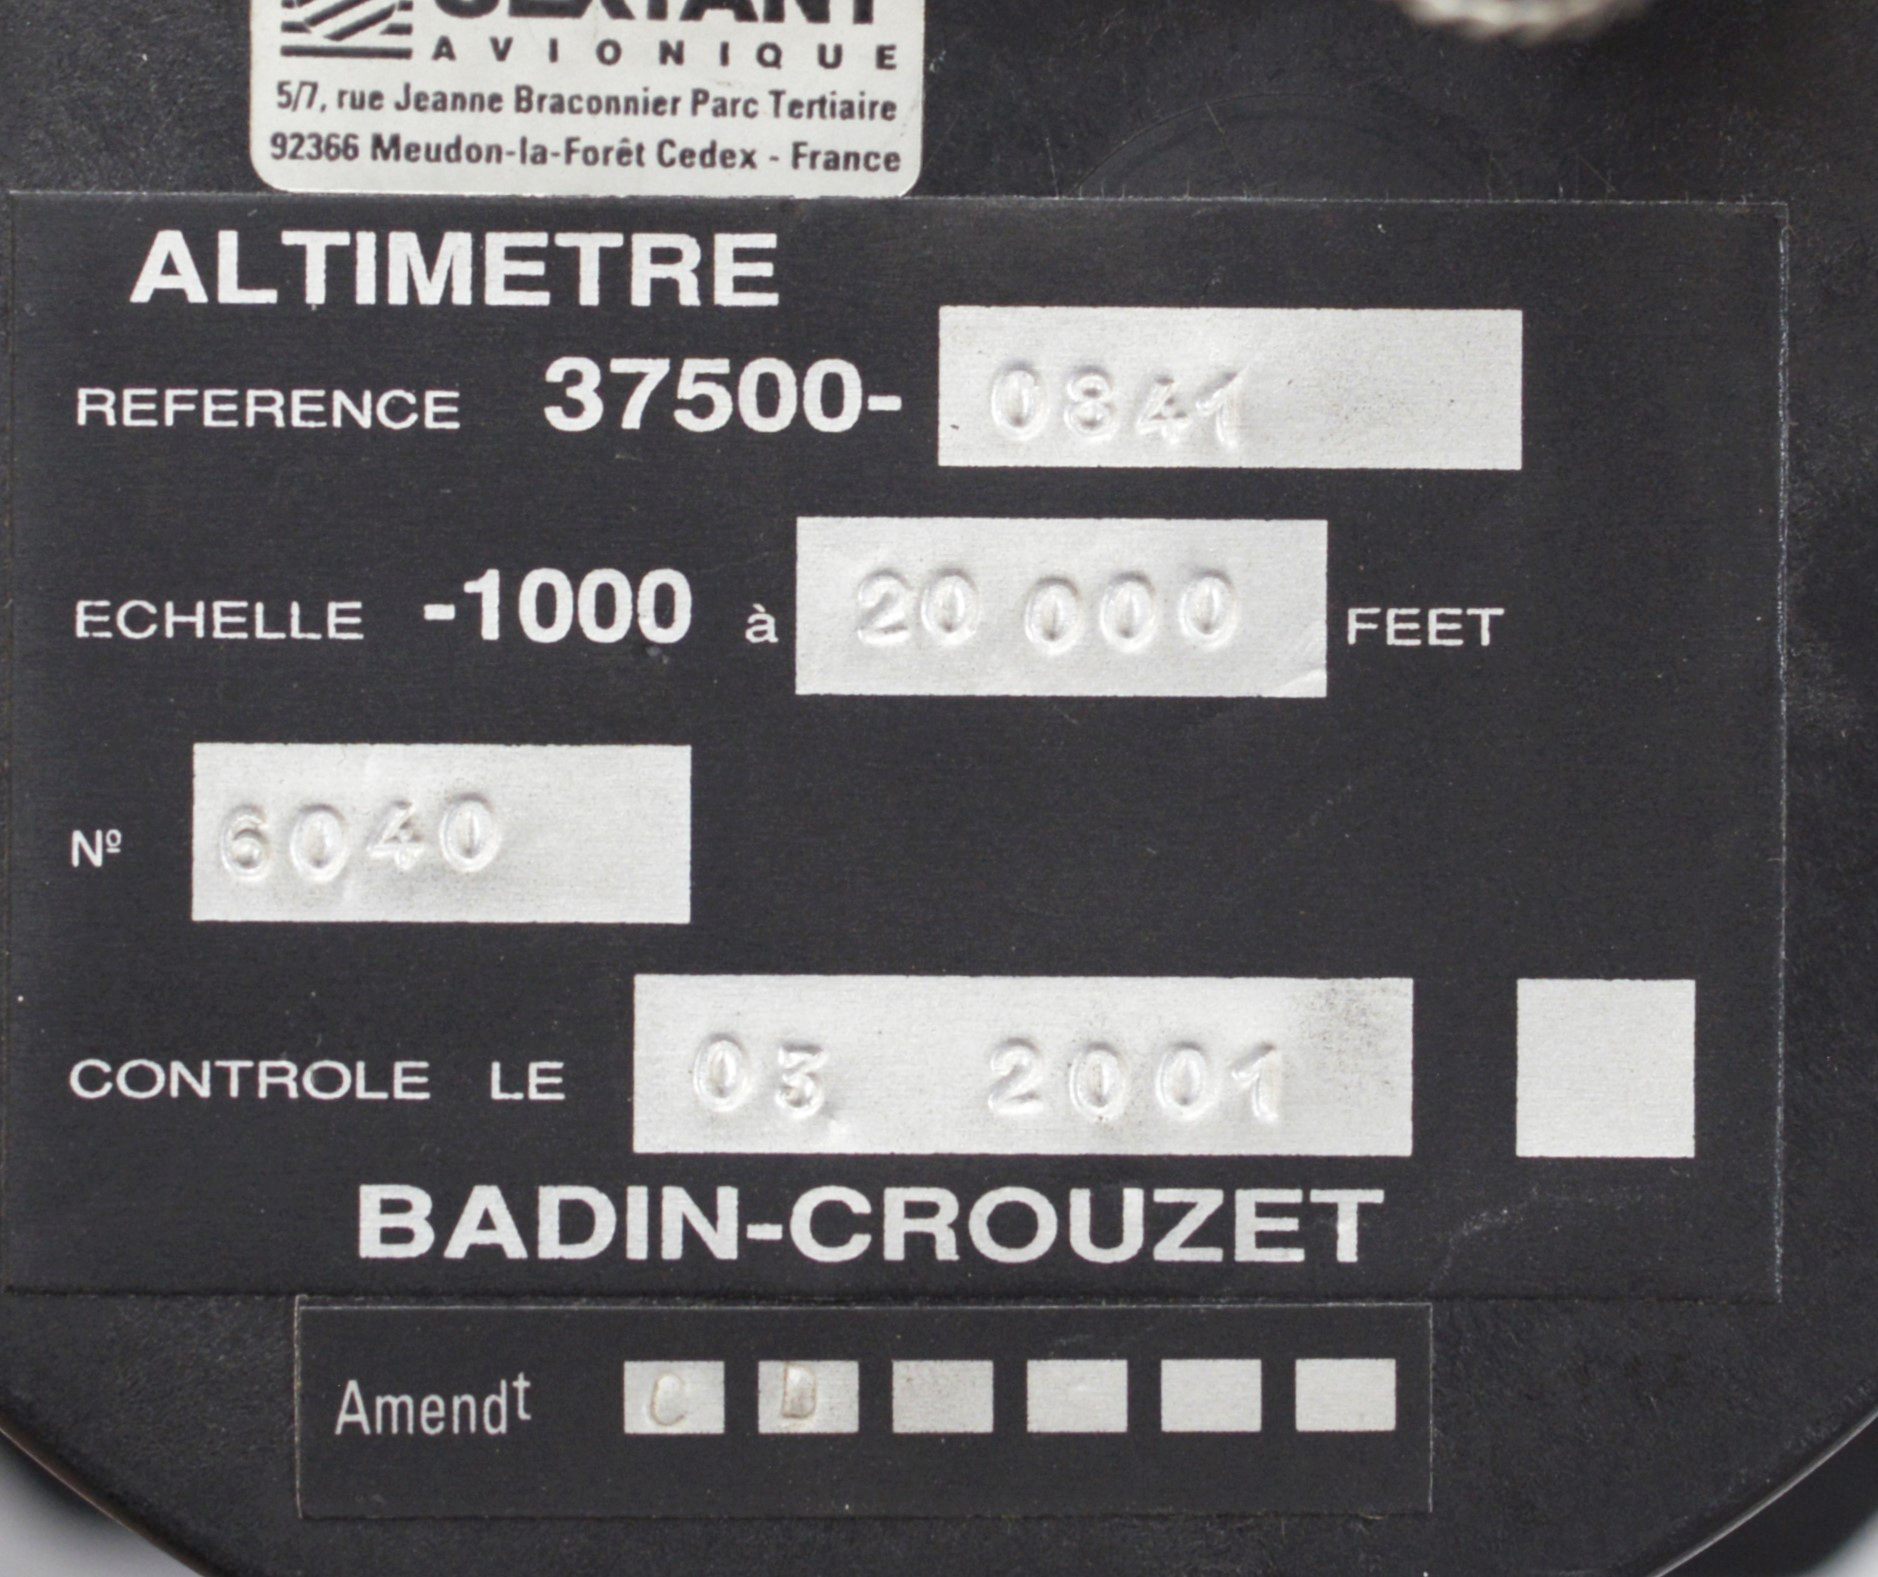 SEXTANT
AVIONIQUE
5/7, rue Jeanne Braconnier Parc Tertiaire
92366 Meudon-la-Forêt Cedex - France
ALTIMETRE
REFERENCE 37500- 0841
ECHELLE -1000 à 20 000 FEET
Nº 6040
CONTROLE LE 03 2001
BADIN-CROUZET
Amendt C D